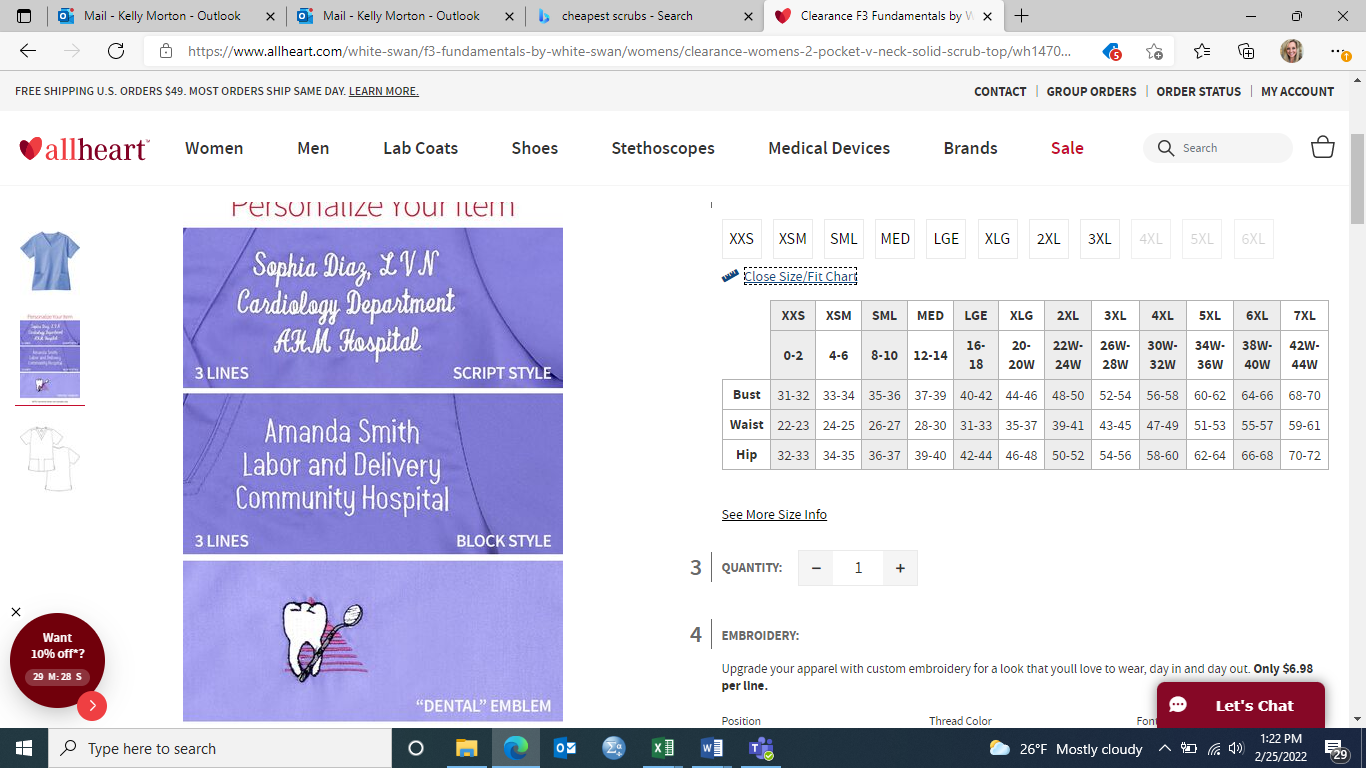 Mail - Kelly Morton - Outlook
Mail - Kelly Morton - Outlook
cheapest scrubs - Search
Clearance F3 Fundamentals by W
https://www.allheart.com/white-swan/f3-fundamentals-by-white-swan/womens/clearance-womens-2-pocket-v-neck-solid-scrub-top/wh1470...
5
FREE SHIPPING U.S. ORDERS $49. MOST ORDERS SHIP SAME DAY. LEARN MORE.
CONTACT | GROUP ORDERS | ORDER STATUS | MY ACCOUNT
allheart
Women Men Lab Coats Shoes Stethoscopes Medical Devices Brands Sale
Search
Personalize Your Item
Sophia Diaz, LVN
Cardiology Department
AHM Hospital
3 LINES SCRIPT STYLE
Amanda Smith
Labor and Delivery
Community Hospital
3 LINES BLOCK STYLE
"DENTAL" EMBLEM
XXS XSM SML MED LGE XLG 2XL 3XL 4XL 5XL 6XL
Close Size/Fit Chart
XXS XSM SML MED LGE XLG 2XL 3XL 4XL 5XL 6XL 7XL
0-2 4-6 8-10 12-14 16-18 20-20W 22W-24W 26W-28W 30W-32W 34W-36W 38W-40W 42W-44W
Bust 31-32 33-34 35-36 37-39 40-42 44-46 48-50 52-54 56-58 60-62 64-66 68-70
Waist 22-23 24-25 26-27 28-30 31-33 35-37 39-41 43-45 47-49 51-53 55-57 59-61
Hip 32-33 34-35 36-37 39-40 42-44 46-48 50-52 54-56 58-60 62-64 66-68 70-72
See More Size Info
3 QUANTITY: − 1 +
4 EMBROIDERY:
Upgrade your apparel with custom embroidery for a look that youll love to wear, day in and day out. Only $6.98
per line.
Position Thread Color Font
Want
10% off*?
29 M: 28 S
Let's Chat
Type here to search
26°F Mostly cloudy
1:22 PM
2/25/2022
29